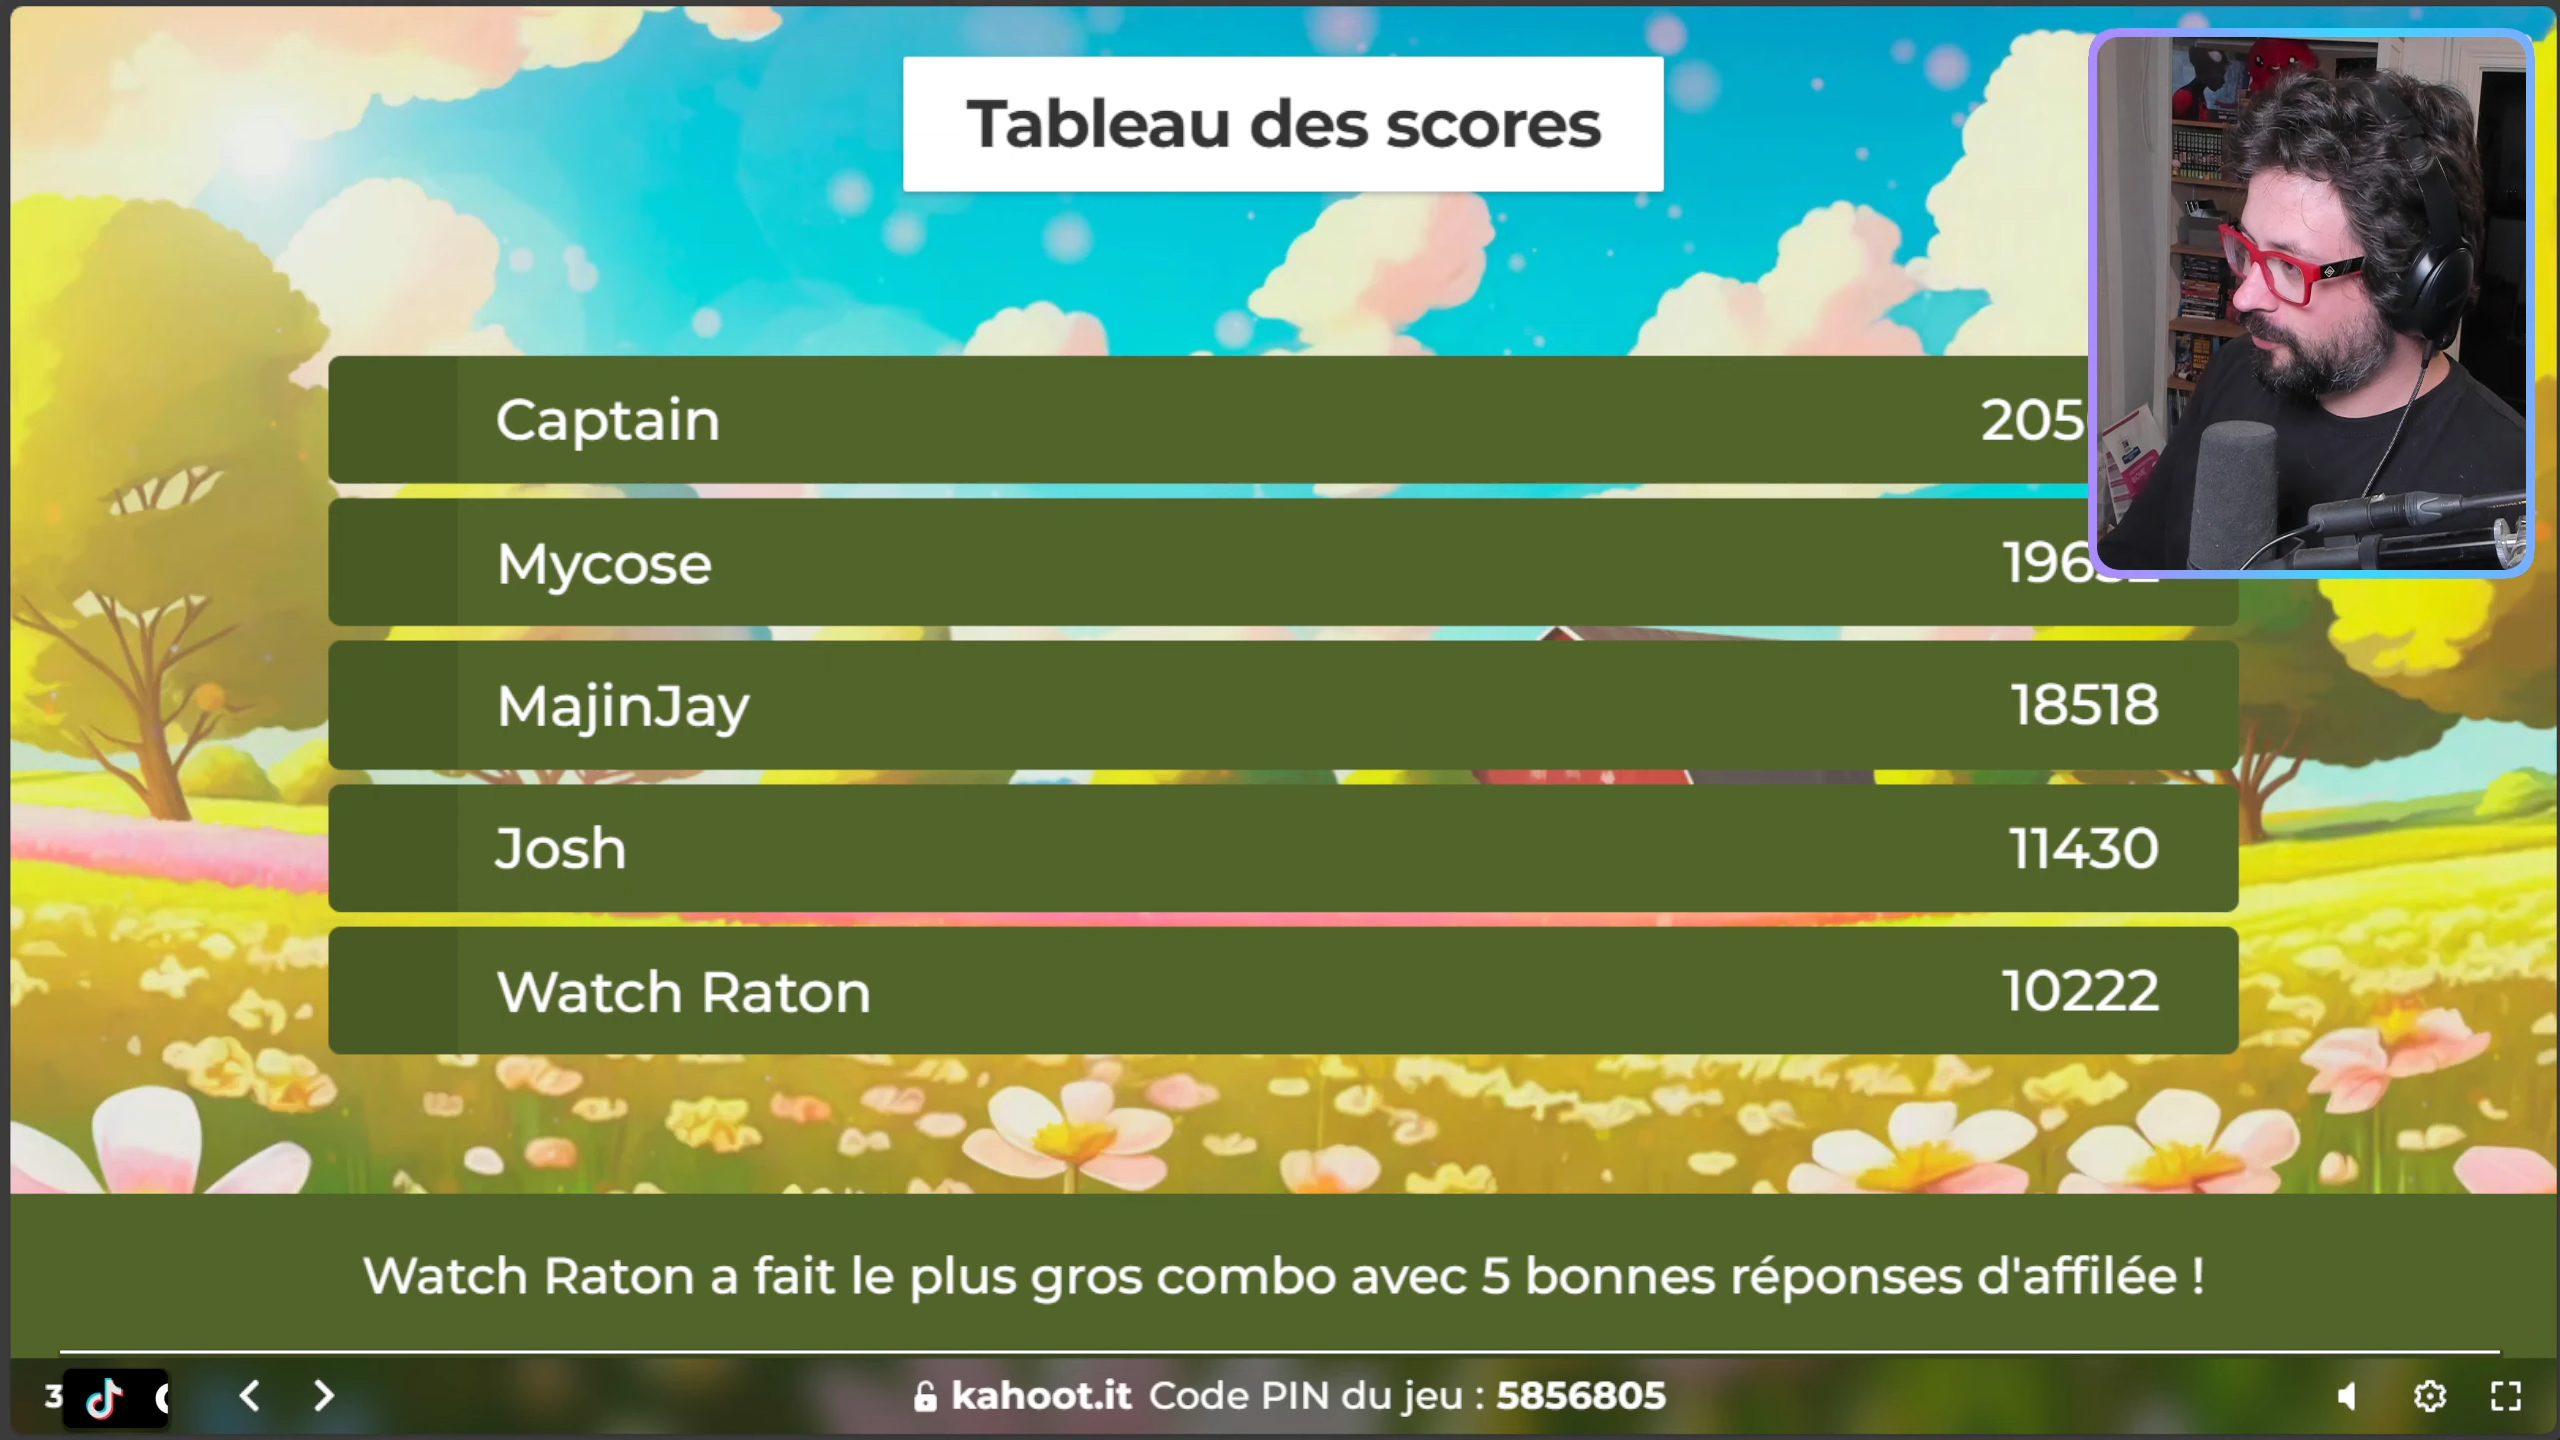 Tableau des scores
Captain
Mycose
MajinJay 18518
Josh 11430
Watch Raton 10222
Watch Raton a fait le plus gros combo avec 5 bonnes réponses d'affilée !
kahoot.it Code PIN du jeu : 5856805